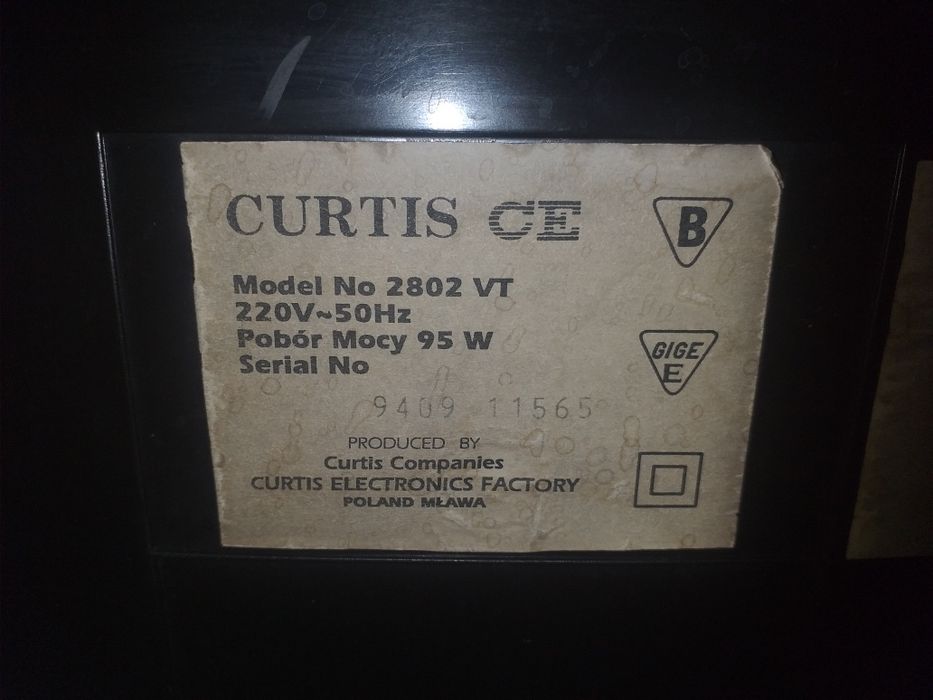 CURTIS CE
B
Model No 2802 VT
220V~50Hz
Pobór Mocy 95 W
GIGE
E
Serial No
9409 11565
PRODUCED BY
Curtis Companies
CURTIS ELECTRONICS FACTORY
POLAND MŁAWA